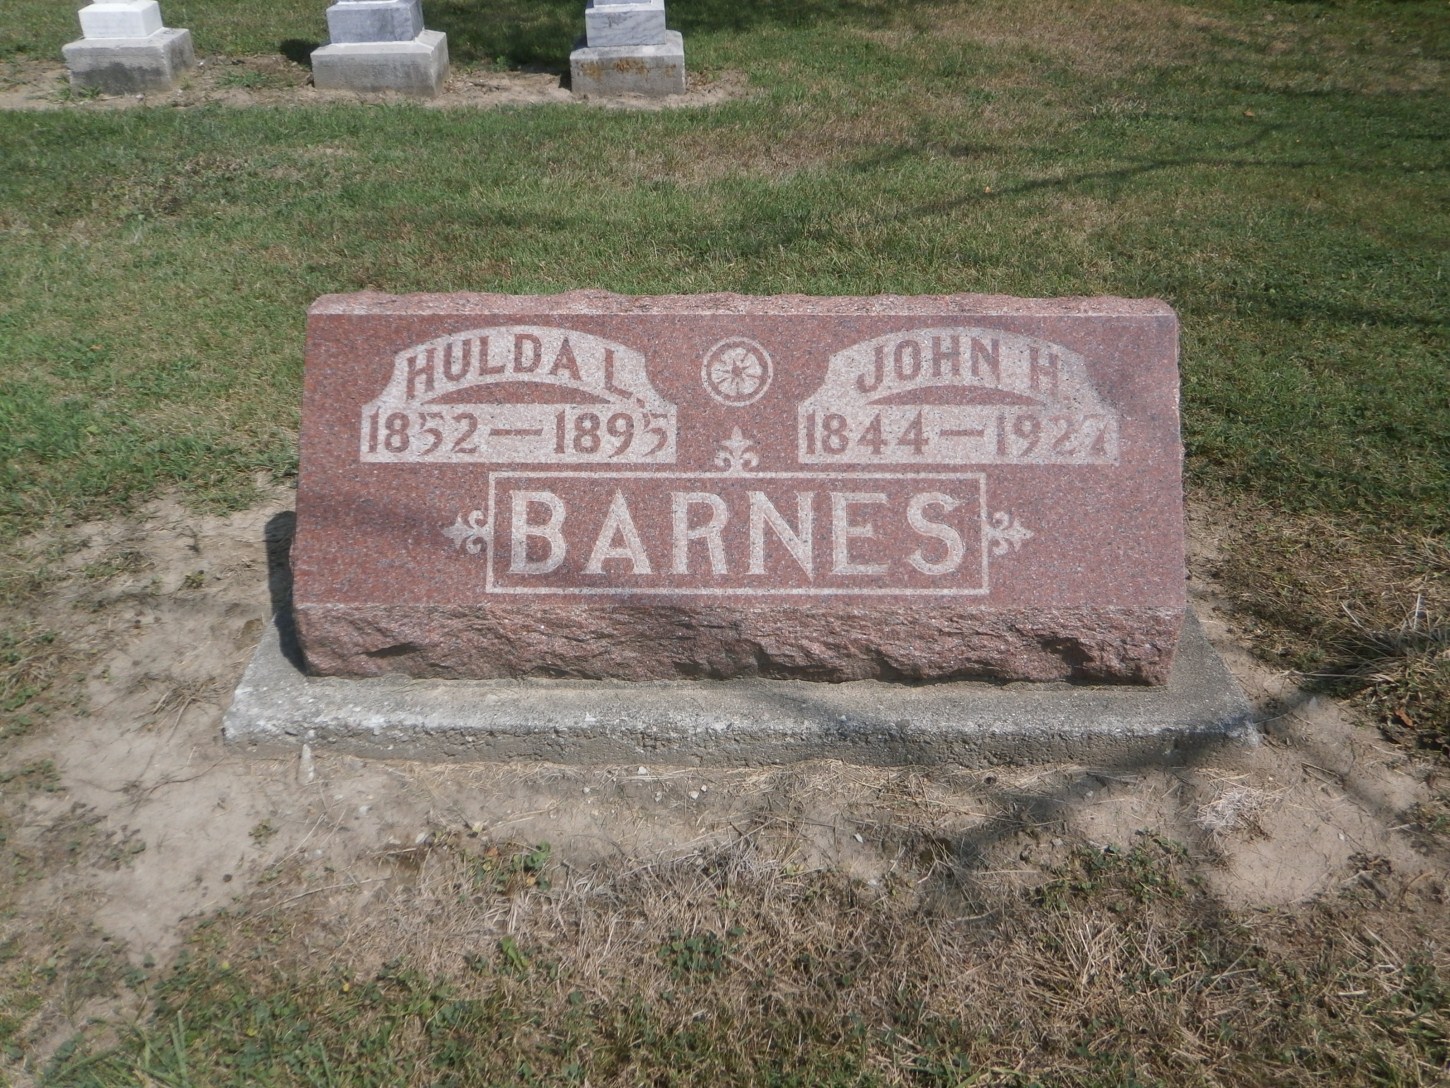 HULDA L.
1852—1895
JOHN H
1844—1927
BARNES